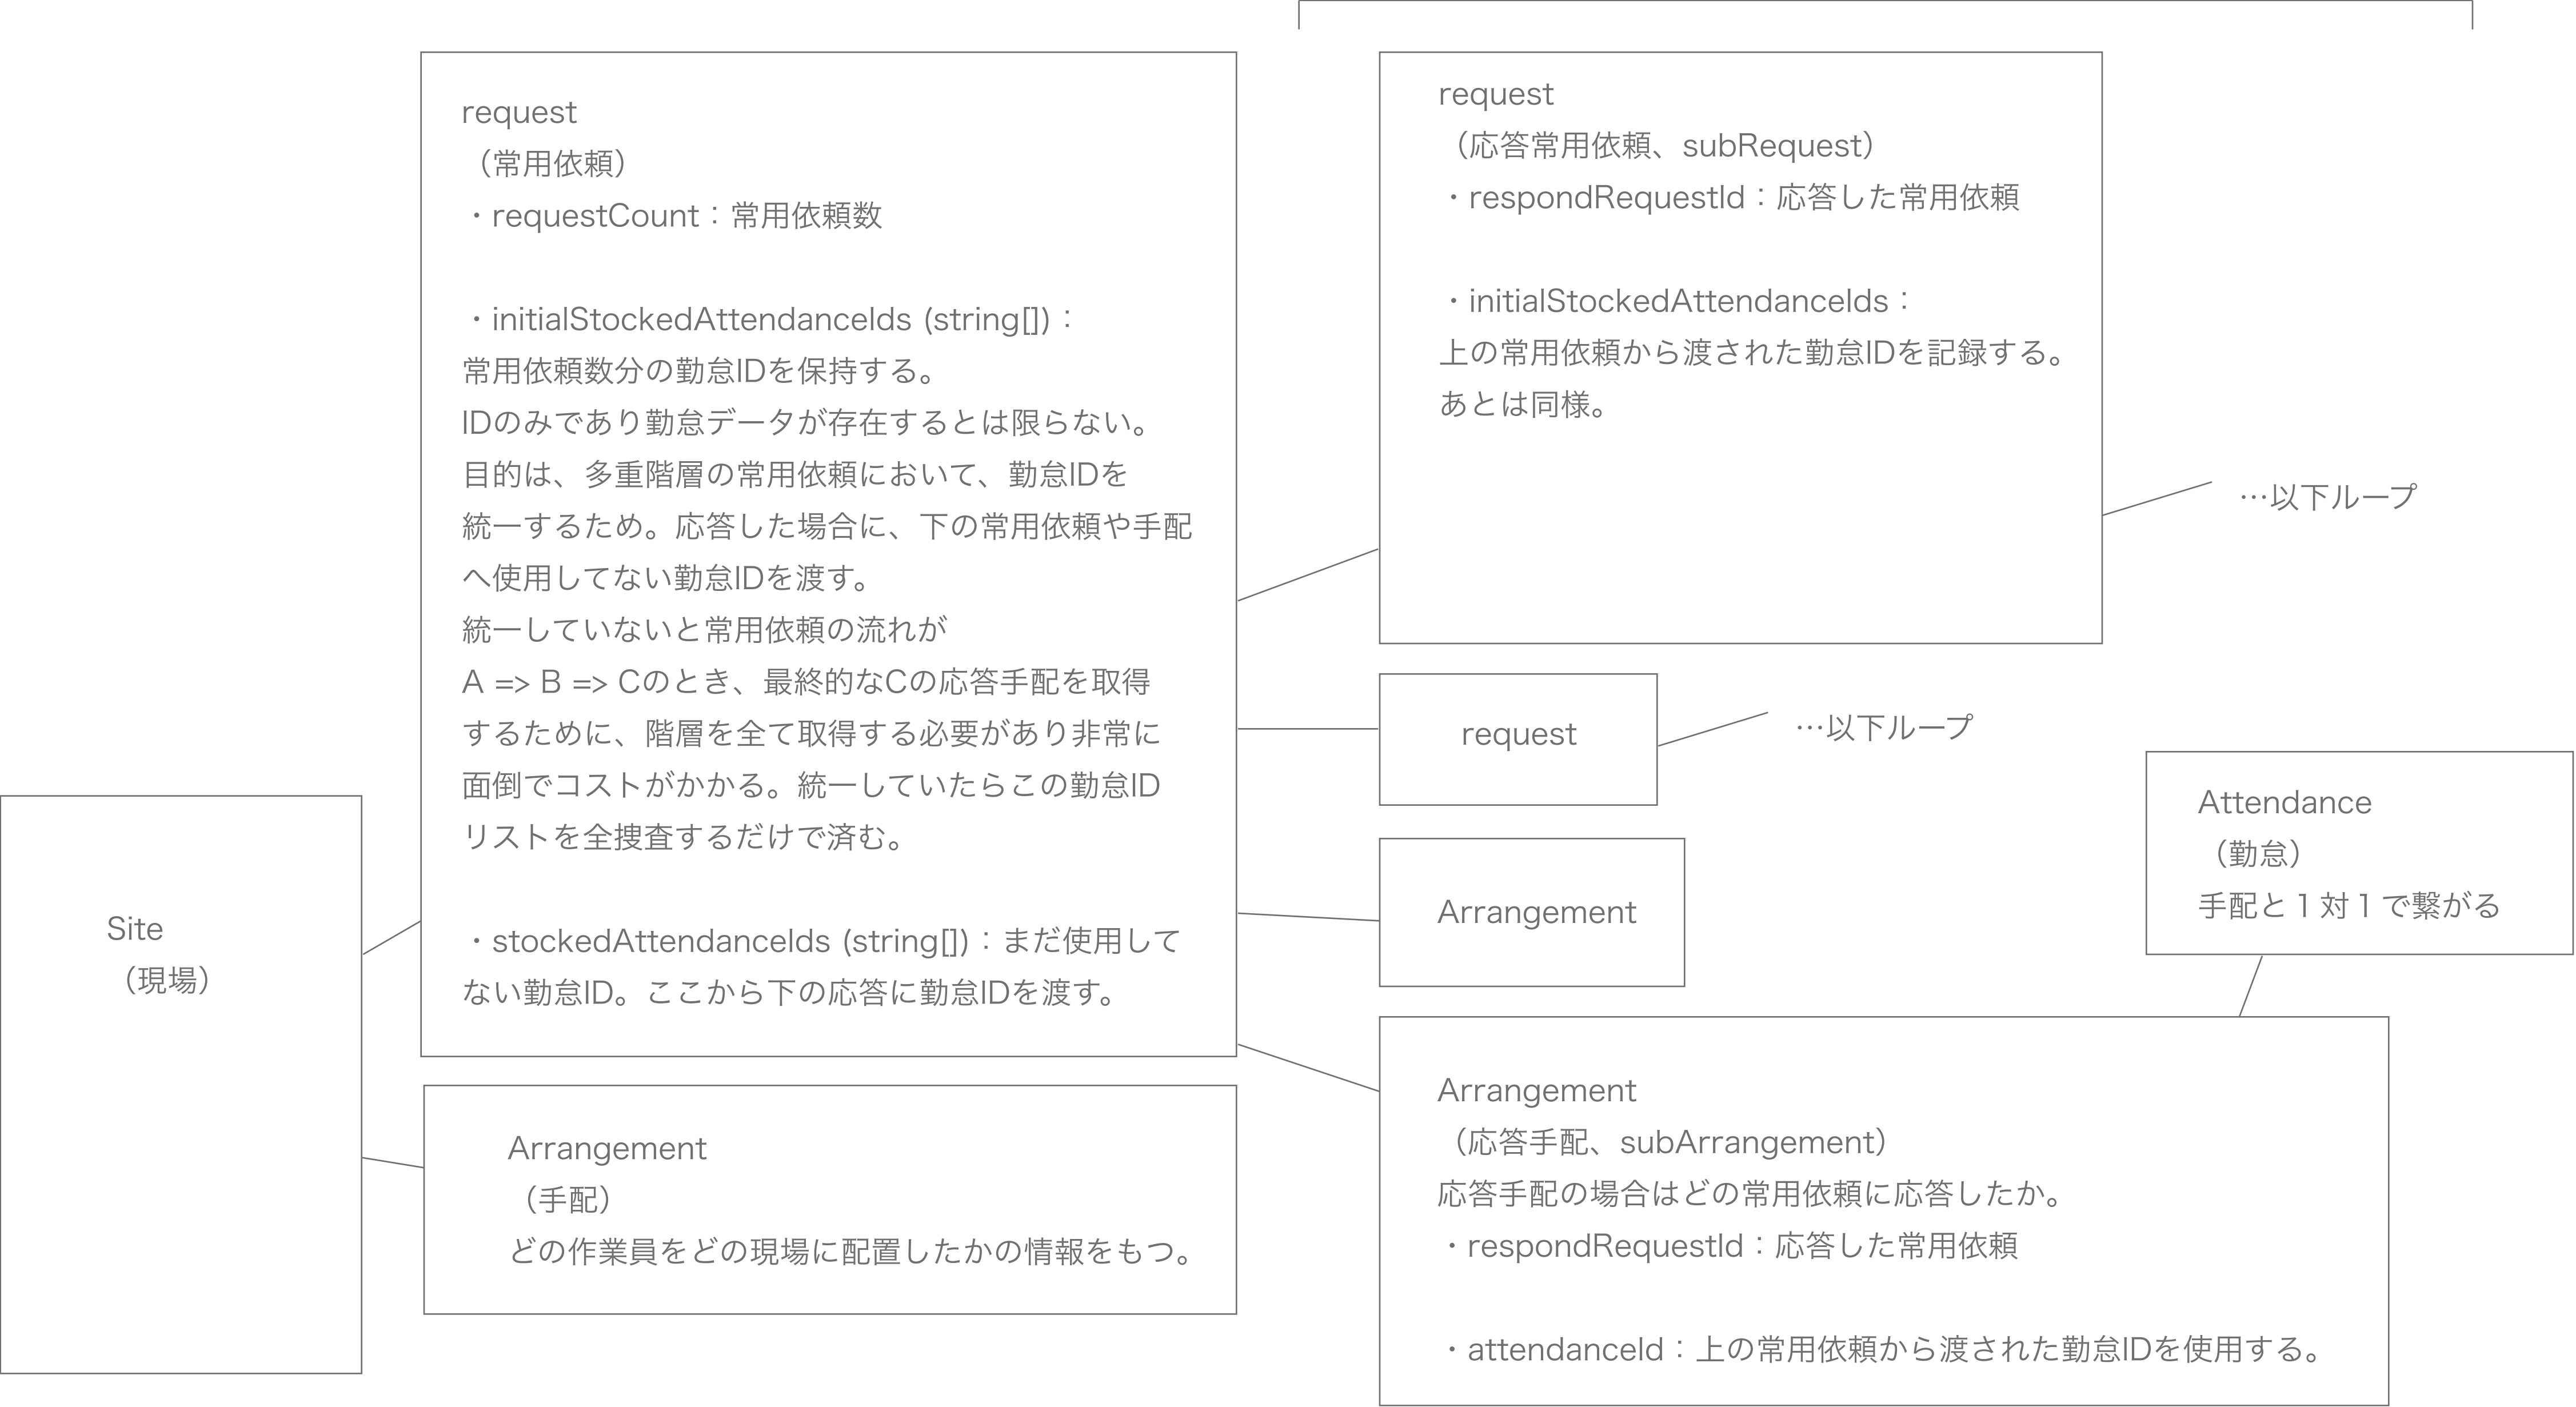 Site
（現場）
request
（常用依頼）
・requestCount：常用依頼数
・initialStockedAttendanceIds (string[])：
常用依頼数分の勤怠IDを保持する。
IDのみであり勤怠データが存在するとは限らない。
目的は、多重階層の常用依頼において、勤怠IDを
統一するため。応答した場合に、下の常用依頼や手配
へ使用してない勤怠IDを渡す。
統一していないと常用依頼の流れが
A => B => Cのとき、最終的なCの応答手配を取得
するために、階層を全て取得する必要があり非常に
面倒でコストがかかる。統一していたらこの勤怠ID
リストを全捜査するだけで済む。
・stockedAttendanceIds (string[])：まだ使用して
ない勤怠ID。ここから下の応答に勤怠IDを渡す。
Arrangement
（手配）
どの作業員をどの現場に配置したかの情報をもつ。
request
（応答常用依頼、subRequest）
・respondRequestId：応答した常用依頼
・initialStockedAttendanceIds：
上の常用依頼から渡された勤怠IDを記録する。
あとは同様。
…以下ループ
request
…以下ループ
Arrangement
Attendance
（勤怠）
手配と１対１で繋がる
Arrangement
（応答手配、subArrangement）
応答手配の場合はどの常用依頼に応答したか。
・respondRequestId：応答した常用依頼
・attendanceId：上の常用依頼から渡された勤怠IDを使用する。